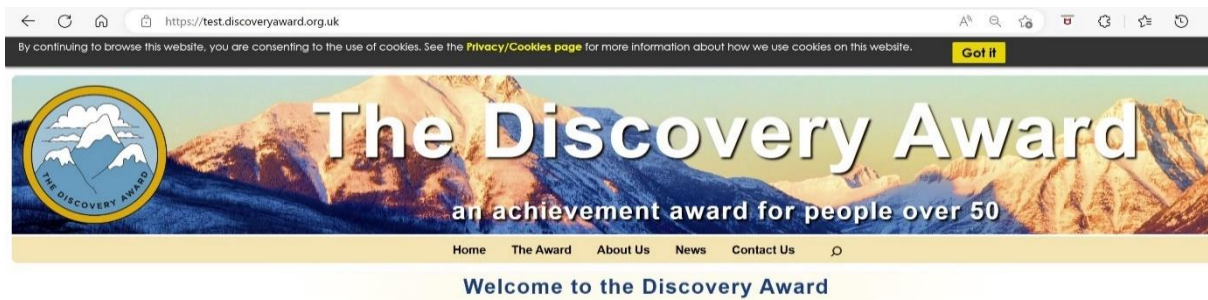 https://test.discoveryaward.org.uk
By continuing to browse this website, you are consenting to the use of cookies. See the Privacy/Cookies page for more information about how we use cookies on this website.
Got it
The Discovery Award
THE DISCOVERY AWARD
an achievement award for people over 50
Home The Award About Us News Contact Us
Welcome to the Discovery Award